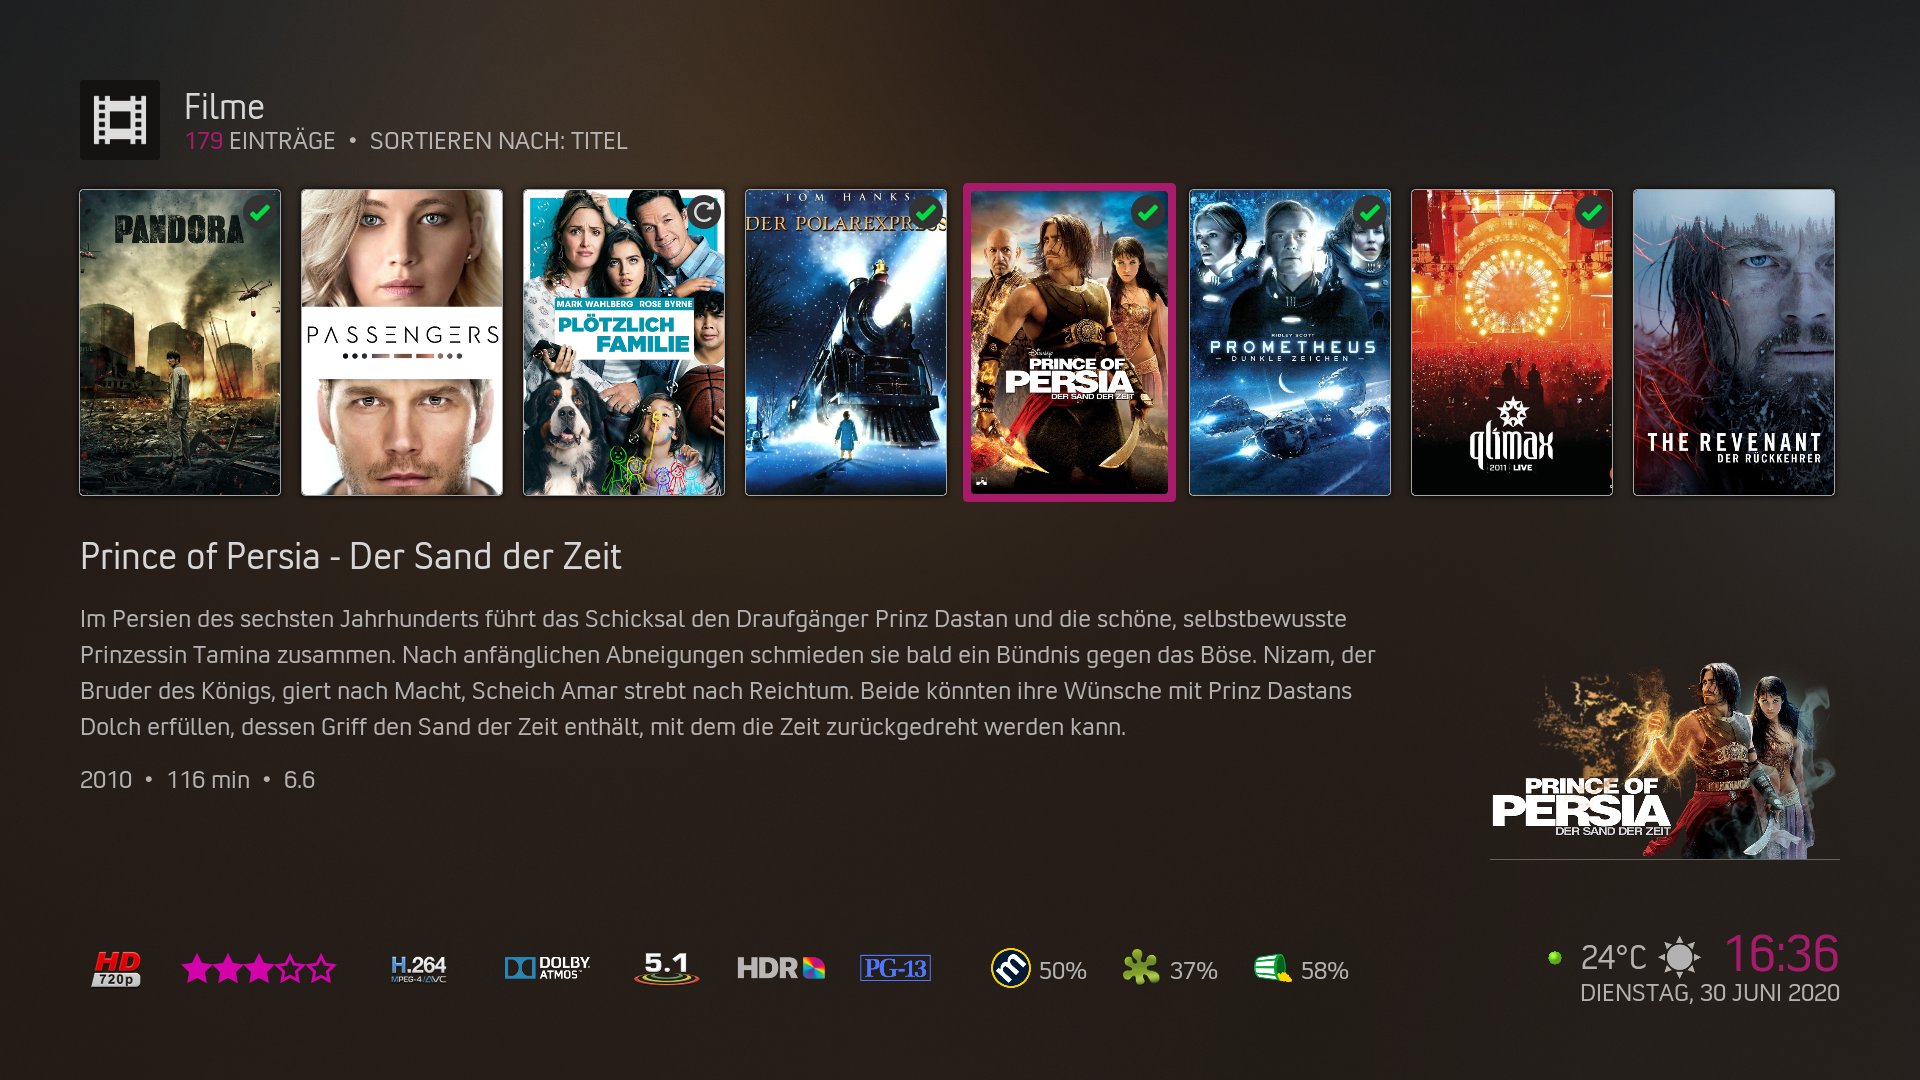 Filme
179 EINTRÄGE • SORTIEREN NACH: TITEL
PANDORA
PASSENGERS
MARK WAHLBERG ROSE BYRNE
PLÖTZLICH
FAMILIE
TOM HANKS
DER POLAREXPRESS
Disney
PRINCE OF
PERSIA
DER SAND DER ZEIT
RIDLEY SCOTT
PROMETHEUS
- DUNKLE ZEICHEN -
qlimax
2011 LIVE
THE REVENANT
DER RÜCKKEHRER
Prince of Persia - Der Sand der Zeit
Im Persien des sechsten Jahrhunderts führt das Schicksal den Draufgänger Prinz Dastan und die schöne, selbstbewusste
Prinzessin Tamina zusammen. Nach anfänglichen Abneigungen schmieden sie bald ein Bündnis gegen das Böse. Nizam, der
Bruder des Königs, giert nach Macht, Scheich Amar strebt nach Reichtum. Beide könnten ihre Wünsche mit Prinz Dastans
Dolch erfüllen, dessen Griff den Sand der Zeit enthält, mit dem die Zeit zurückgedreht werden kann.
2010 • 116 min • 6.6
PRINCE OF
PERSIA
DER SAND DER ZEIT
HD
720p
H.264
MPEG-4/AVC
DOLBY
ATMOS
5.1
HDR
PG-13
m 50%
37%
58%
24°C 16:36
DIENSTAG, 30 JUNI 2020